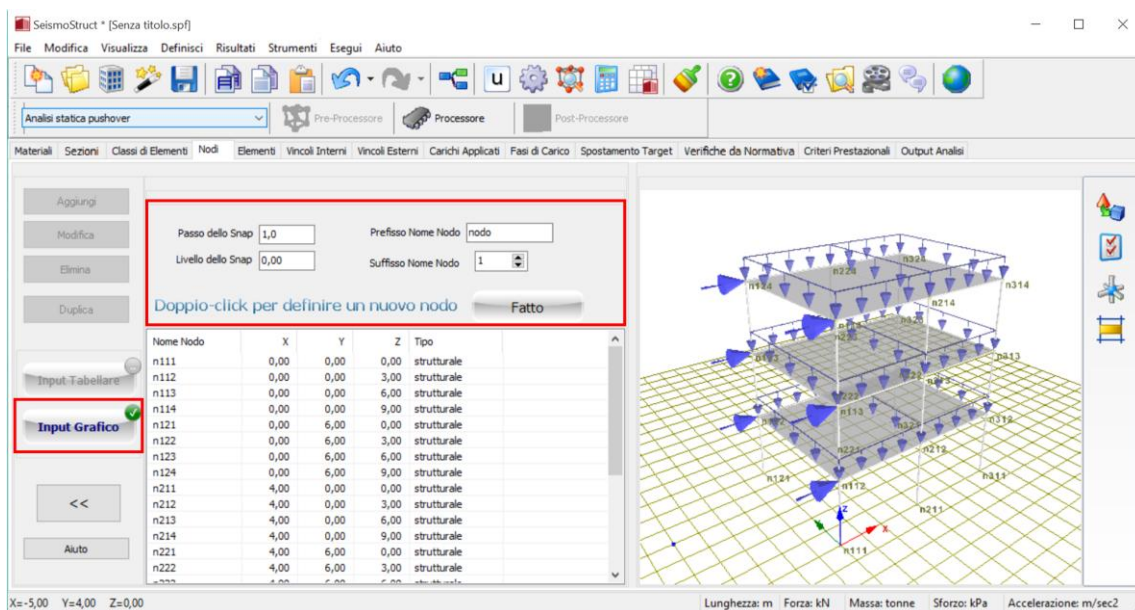 SeismoStruct * [Senza titolo.spf]
File Modifica Visualizza Definisci Risultati Strumenti Esegui Aiuto
u
Analisi statica pushover Pre-Processore Processore Post-Processore
Materiali Sezioni Classi di Elementi Nodi Elementi Vincoli Interni Vincoli Esterni Carichi Applicati Fasi di Carico Spostamento Target Verifiche da Normativa Criteri Prestazionali Output Analisi
Aggiungi
Modifica
Elimina
Duplica
Input Tabellare
Input Grafico
<<
Aiuto
Passo dello Snap 1,0 Prefisso Nome Nodo nodo
Livello dello Snap 0,00 Suffisso Nome Nodo 1
Doppio-click per definire un nuovo nodo Fatto
Nome Nodo X Y Z Tipo
n111 0,00 0,00 0,00 strutturale
n112 0,00 0,00 3,00 strutturale
n113 0,00 0,00 6,00 strutturale
n114 0,00 0,00 9,00 strutturale
n121 0,00 6,00 0,00 strutturale
n122 0,00 6,00 3,00 strutturale
n123 0,00 6,00 6,00 strutturale
n124 0,00 6,00 9,00 strutturale
n211 4,00 0,00 0,00 strutturale
n212 4,00 0,00 3,00 strutturale
n213 4,00 0,00 6,00 strutturale
n214 4,00 0,00 9,00 strutturale
n221 4,00 6,00 0,00 strutturale
n222 4,00 6,00 3,00 strutturale
n324
n224
n124
n314
n214
n313
n113
n312
n212
n221
n121
n112
n311
n211
z
x
n111
X=-5,00 Y=4,00 Z=0,00 Lunghezza: m Forza: kN Massa: tonne Sforzo: kPa Accelerazione: m/sec2